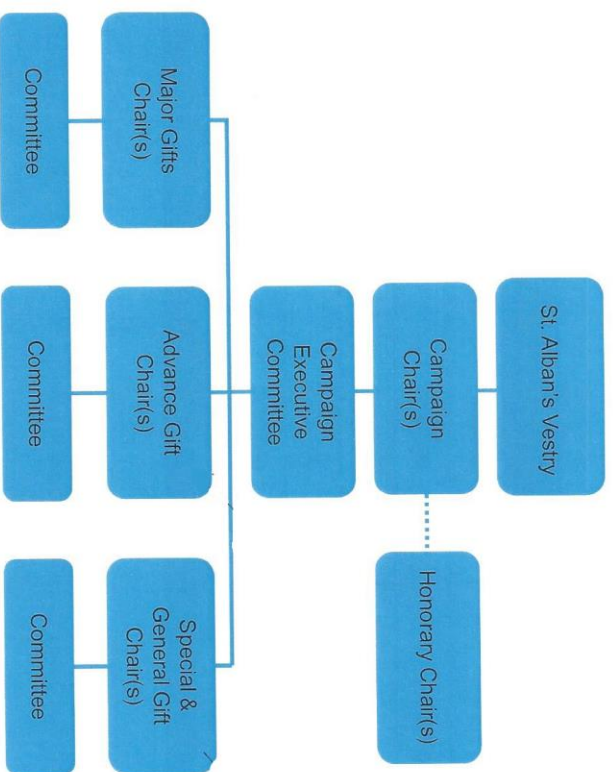 St. Alban's Vestry
Campaign
Chair(s)
Honorary Chair(s)
Campaign
Executive
Committee
Major Gifts
Chair(s)
Advance Gift
Chair(s)
Special &
General Gift
Chair(s)
Committee
Committee
Committee